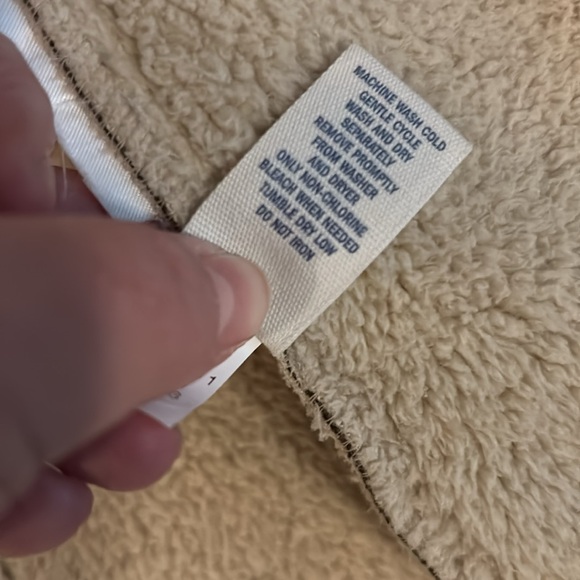 MACHINE WASH COLD
GENTLE CYCLE
WASH AND DRY
SEPARATELY
REMOVE PROMPTLY
FROM WASHER
AND DRYER
ONLY NON-CHLORINE
BLEACH WHEN NEEDED
TUMBLE DRY LOW
DO NOT IRON
1